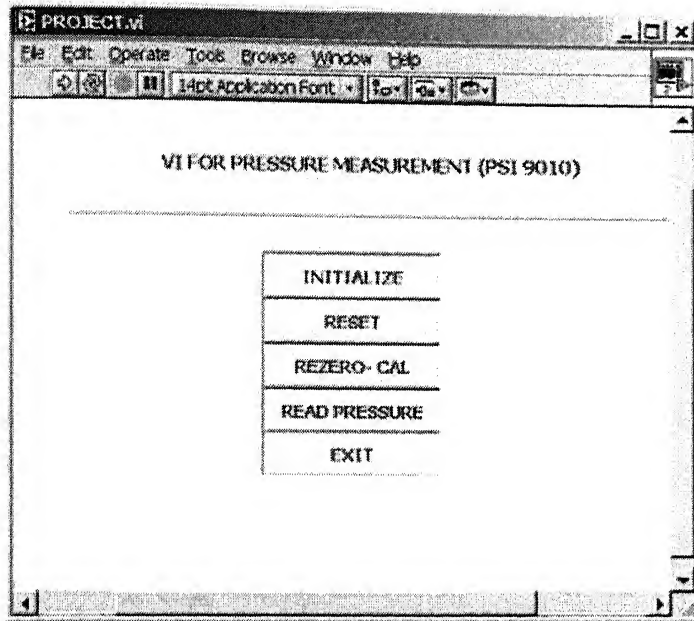 PROJECT.vi
File Edit Operate Tools Browse Window Help
14pt Application Font
VI FOR PRESSURE MEASUREMENT (PSI 9010)
INITIALIZE
RESET
REZERO- CAL
READ PRESSURE
EXIT